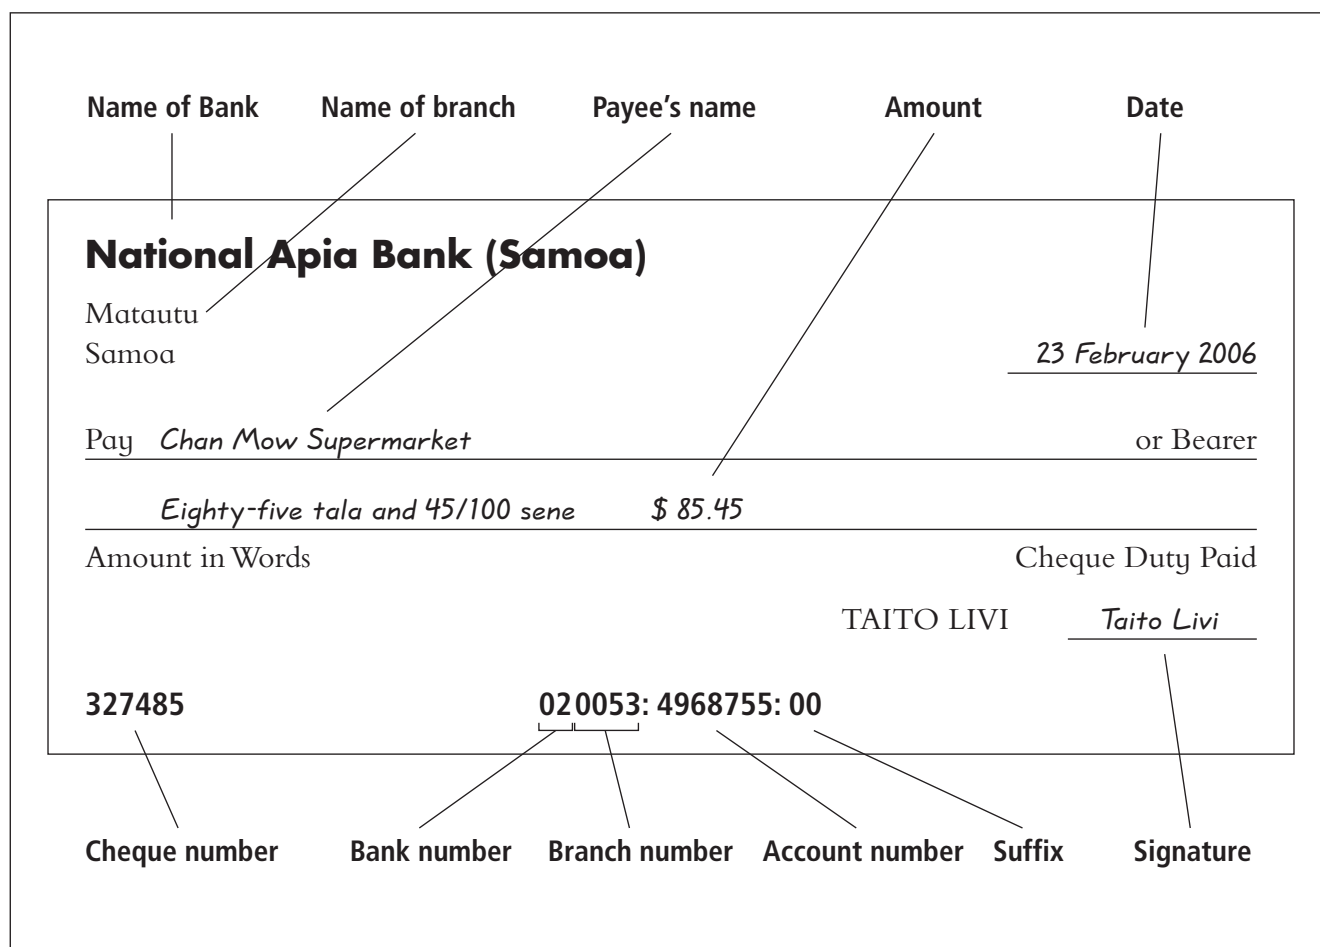 Name of Bank Name of branch Payee's name Amount Date
National Apia Bank (Samoa)
Matautu
Samoa 23 February 2006
Pay Chan Mow Supermarket or Bearer
Eighty-five tala and 45/100 sene $ 85.45
Amount in Words Cheque Duty Paid
TAITO LIVI Taito Livi
327485 020053: 4968755: 00
Cheque number Bank number Branch number Account number Suffix Signature